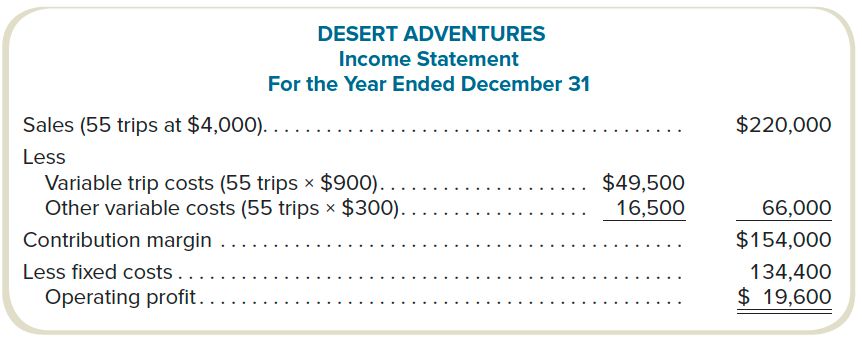 DESERT ADVENTURES
Income Statement
For the Year Ended December 31
Sales (55 trips at $4,000). . . . . . . . . . . . . . . . . . . . . . . . . . . . . . . . . . . . . . . $220,000
Less
Variable trip costs (55 trips × $900). . . . . . . . . . . . . . . . . . . . $49,500
Other variable costs (55 trips × $300). . . . . . . . . . . . . . . . . . 16,500 66,000
Contribution margin . . . . . . . . . . . . . . . . . . . . . . . . . . . . . . . . . . . . . . . . . . . $154,000
Less fixed costs . . . . . . . . . . . . . . . . . . . . . . . . . . . . . . . . . . . . . . . . . . . . . . . 134,400
Operating profit. . . . . . . . . . . . . . . . . . . . . . . . . . . . . . . . . . . . . . . . . . . . . $ 19,600